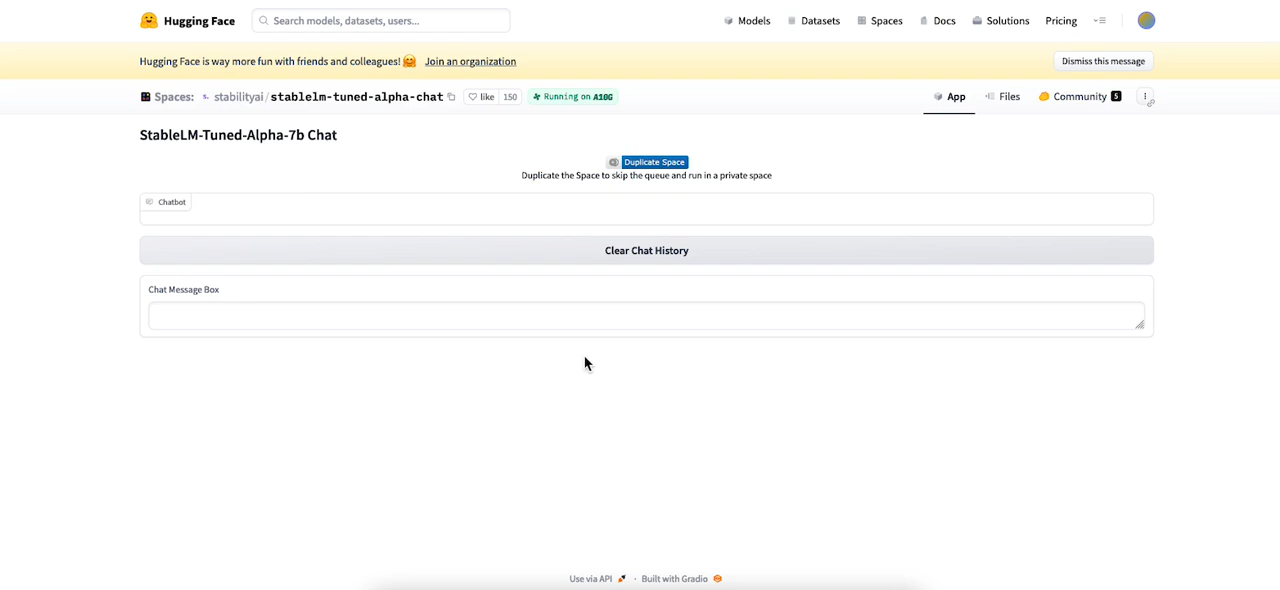 Hugging Face Search models, datasets, users... Models Datasets Spaces Docs Solutions Pricing
Hugging Face is way more fun with friends and colleagues! Join an organization Dismiss this message
Spaces: stabilityai/stablelm-tuned-alpha-chat like 150 Running on A10G App Files Community 5
StableLM-Tuned-Alpha-7b Chat
Duplicate Space
Duplicate the Space to skip the queue and run in a private space
Chatbot
Clear Chat History
Chat Message Box
Use via API · Built with Gradio